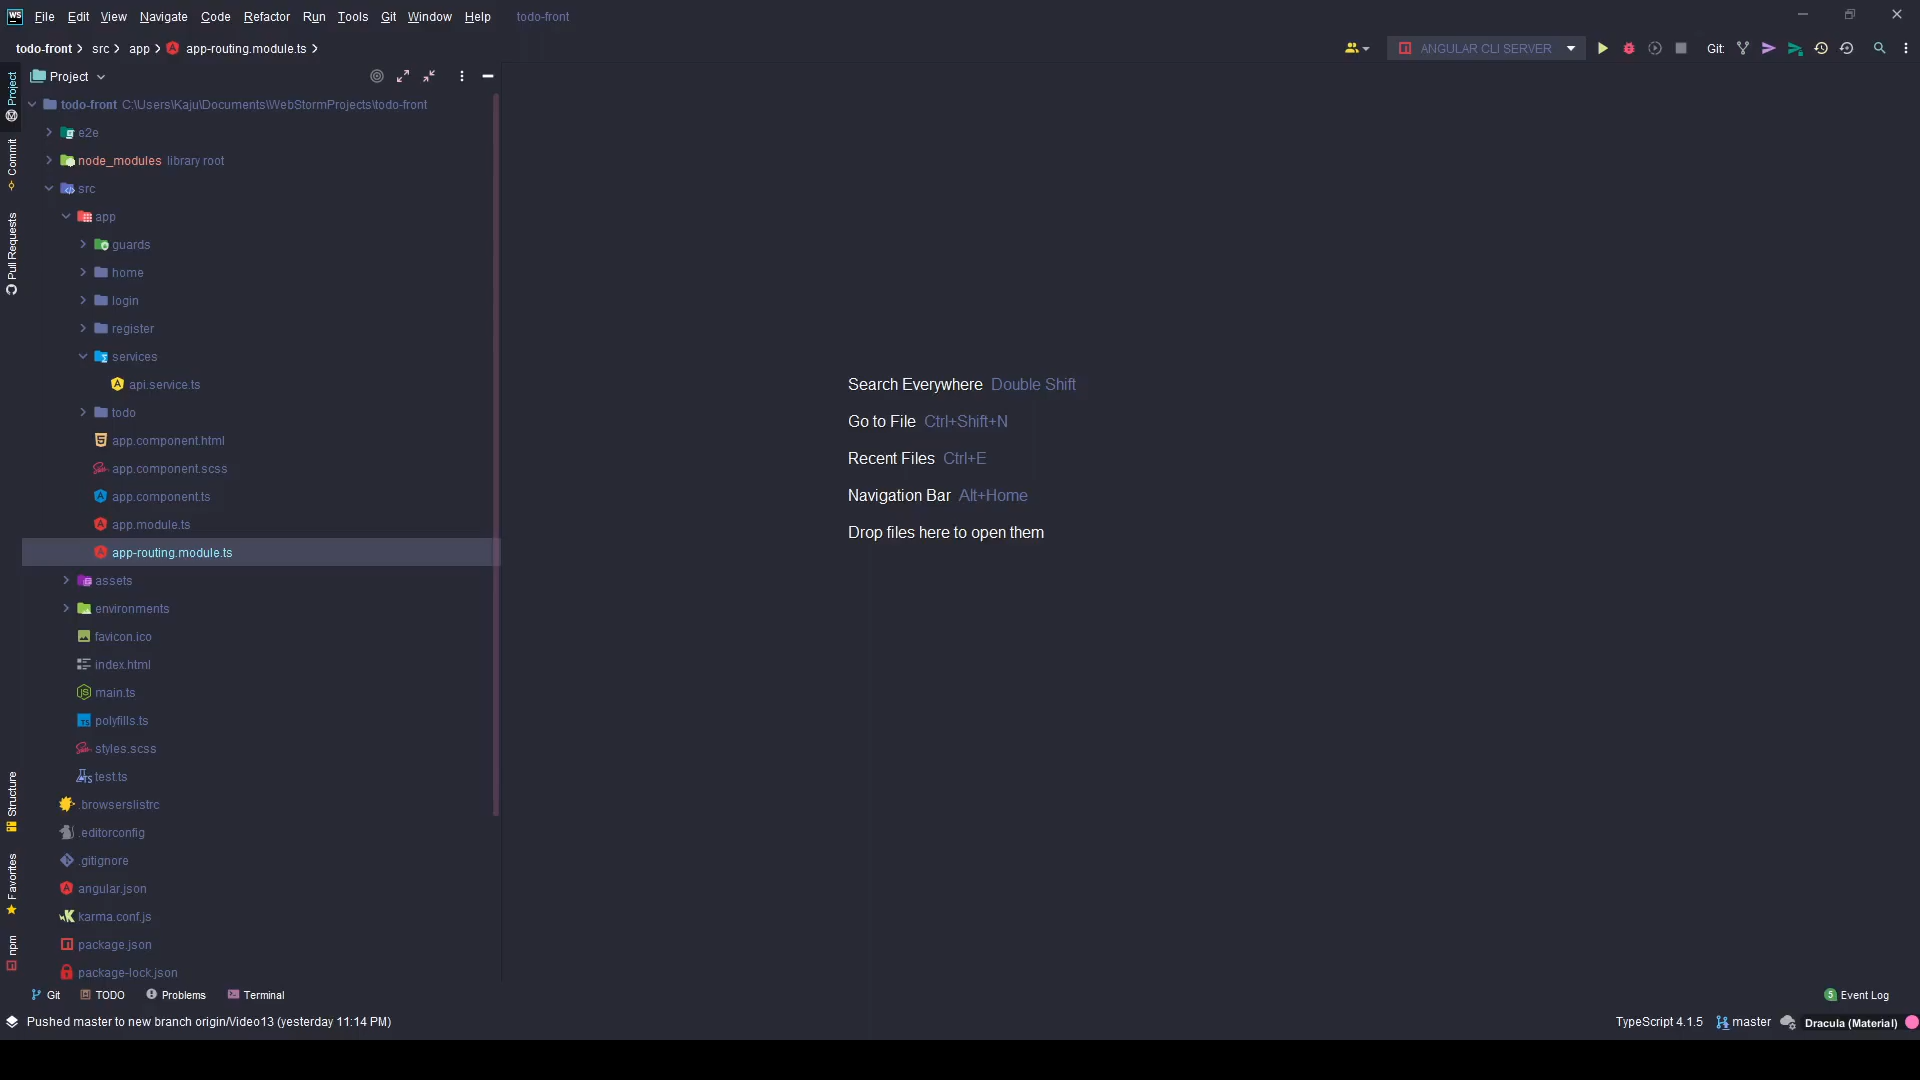 WS File Edit View Navigate Code Refactor Run Tools Git Window Help todo-front
todo-front src app app-routing.module.ts
ANGULAR CLI SERVER Git:
Project
todo-front C:\Users\Kaju\Documents\WebStormProjects\todo-front
e2e
node_modules library root
src
app
guards
home
login
register
services
api.service.ts
todo
app.component.html
app.component.scss
app.component.ts
app.module.ts
app-routing.module.ts
assets
environments
favicon.ico
index.html
main.ts
polyfills.ts
styles.scss
test.ts
.browserslistrc
.editorconfig
.gitignore
angular.json
karma.conf.js
package.json
package-lock.json
Project
Commit
Pull Requests
Structure
Favorites
npm
Search Everywhere Double Shift
Go to File Ctrl+Shift+N
Recent Files Ctrl+E
Navigation Bar Alt+Home
Drop files here to open them
Git TODO Problems Terminal
5 Event Log
Pushed master to new branch origin/Video13 (yesterday 11:14 PM)
TypeScript 4.1.5 master Dracula (Material)